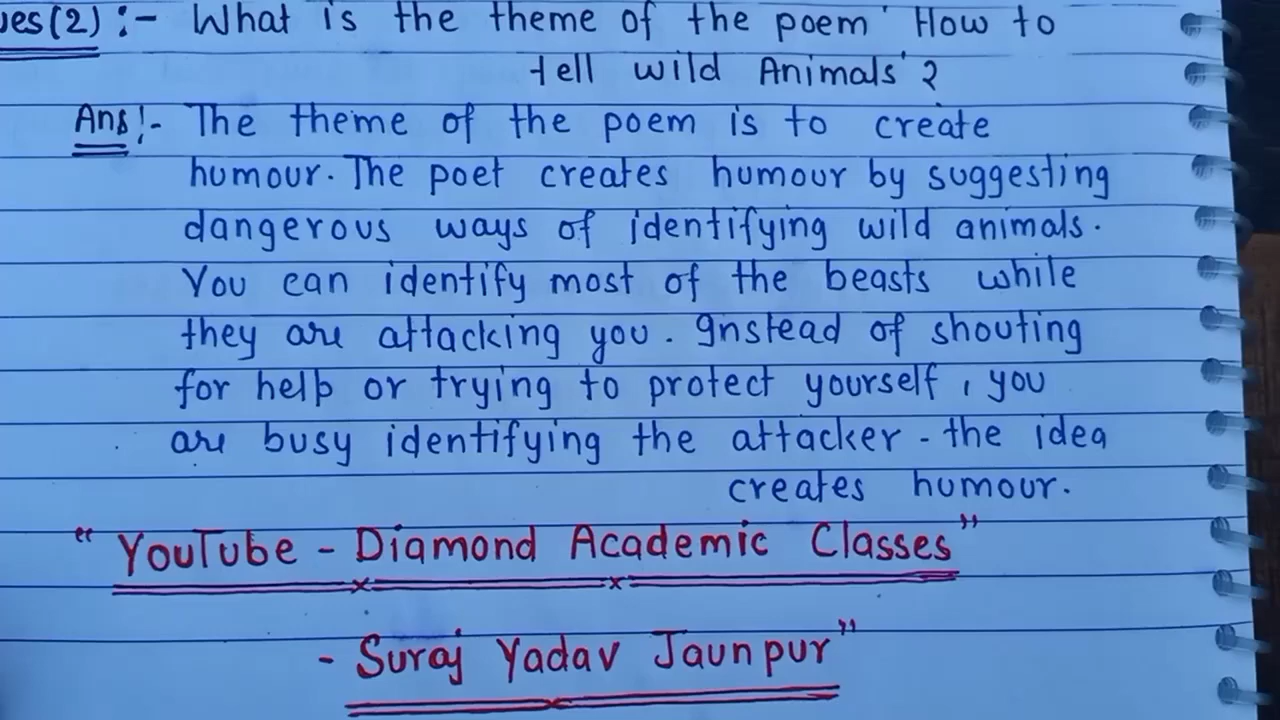 ues(2) :- What is the theme of the poem 'How to
tell wild Animals'?
Ans!- The theme of the poem is to create
humour. The poet creates humour by suggesting
dangerous ways of identifying wild animals.
You can identify most of the beasts while
they are attacking you. Instead of shouting
for help or trying to protect yourself, you
are busy identifying the attacker - the idea
creates humour.
"YouTube - Diamond Academic Classes"
- Suraj Yadav Jaunpur"